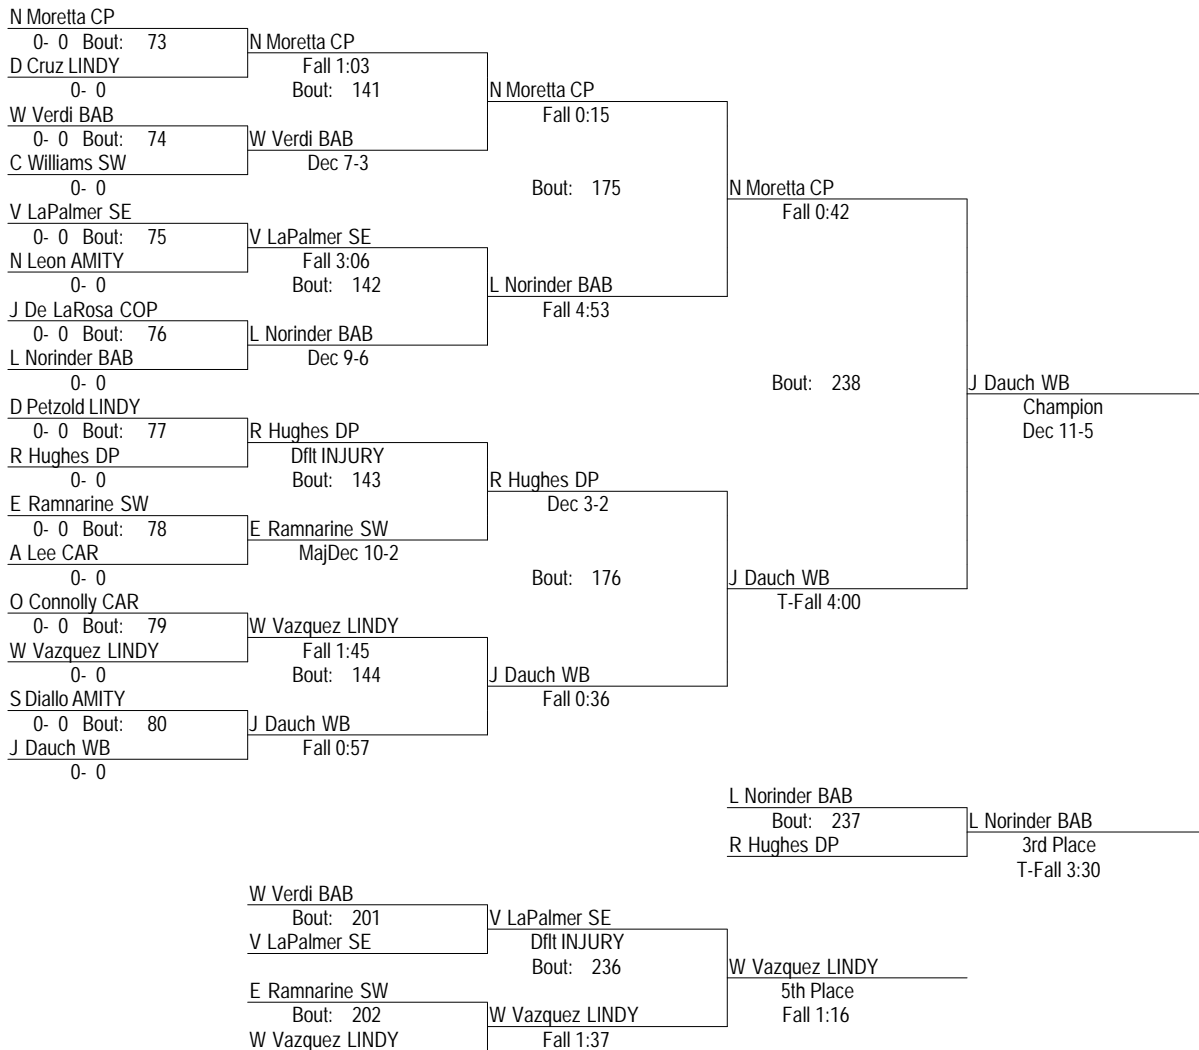 N Moretta CP
0- 0 Bout: 73
N Moretta CP
D Cruz LINDY
Fall 1:03
0- 0
Bout: 141
N Moretta CP
W Verdi BAB
Fall 0:15
0- 0 Bout: 74
W Verdi BAB
C Williams SW
Dec 7-3
0- 0
Bout: 175
N Moretta CP
V LaPalmer SE
Fall 0:42
0- 0 Bout: 75
V LaPalmer SE
N Leon AMITY
Fall 3:06
0- 0
Bout: 142
L Norinder BAB
J De LaRosa COP
Fall 4:53
0- 0 Bout: 76
L Norinder BAB
L Norinder BAB
Dec 9-6
0- 0
Bout: 238
J Dauch WB
D Petzold LINDY
Champion
0- 0 Bout: 77
R Hughes DP
Dec 11-5
R Hughes DP
Dflt INJURY
0- 0
Bout: 143
R Hughes DP
E Ramnarine SW
Dec 3-2
0- 0 Bout: 78
E Ramnarine SW
A Lee CAR
MajDec 10-2
0- 0
Bout: 176
J Dauch WB
O Connolly CAR
T-Fall 4:00
0- 0 Bout: 79
W Vazquez LINDY
W Vazquez LINDY
Fall 1:45
0- 0
Bout: 144
J Dauch WB
S Diallo AMITY
Fall 0:36
0- 0 Bout: 80
J Dauch WB
J Dauch WB
Fall 0:57
0- 0
L Norinder BAB
Bout: 237
L Norinder BAB
R Hughes DP
3rd Place
T-Fall 3:30
W Verdi BAB
Bout: 201
V LaPalmer SE
V LaPalmer SE
Dflt INJURY
Bout: 236
W Vazquez LINDY
E Ramnarine SW
5th Place
Bout: 202
W Vazquez LINDY
Fall 1:16
W Vazquez LINDY
Fall 1:37